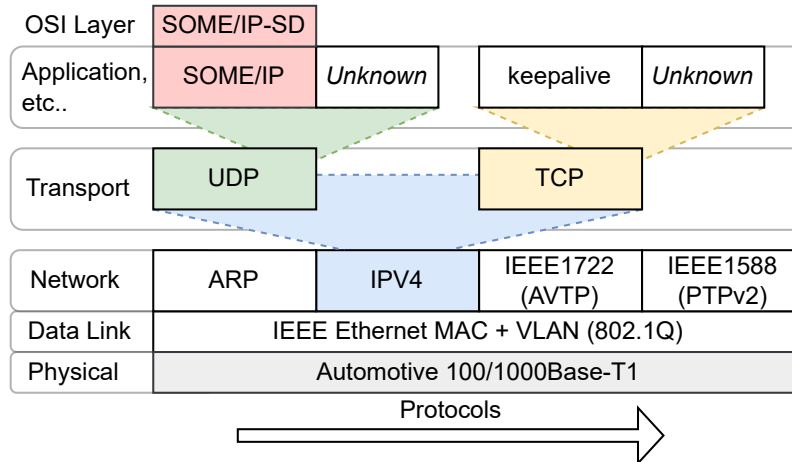 OSI Layer
SOME/IP-SD
Application,
etc..
SOME/IP
Unknown
keepalive
Unknown
Transport
UDP
TCP
Network
ARP
IPV4
IEEE1722
(AVTP)
IEEE1588
(PTPv2)
Data Link
IEEE Ethernet MAC + VLAN (802.1Q)
Physical
Automotive 100/1000Base-T1
Protocols